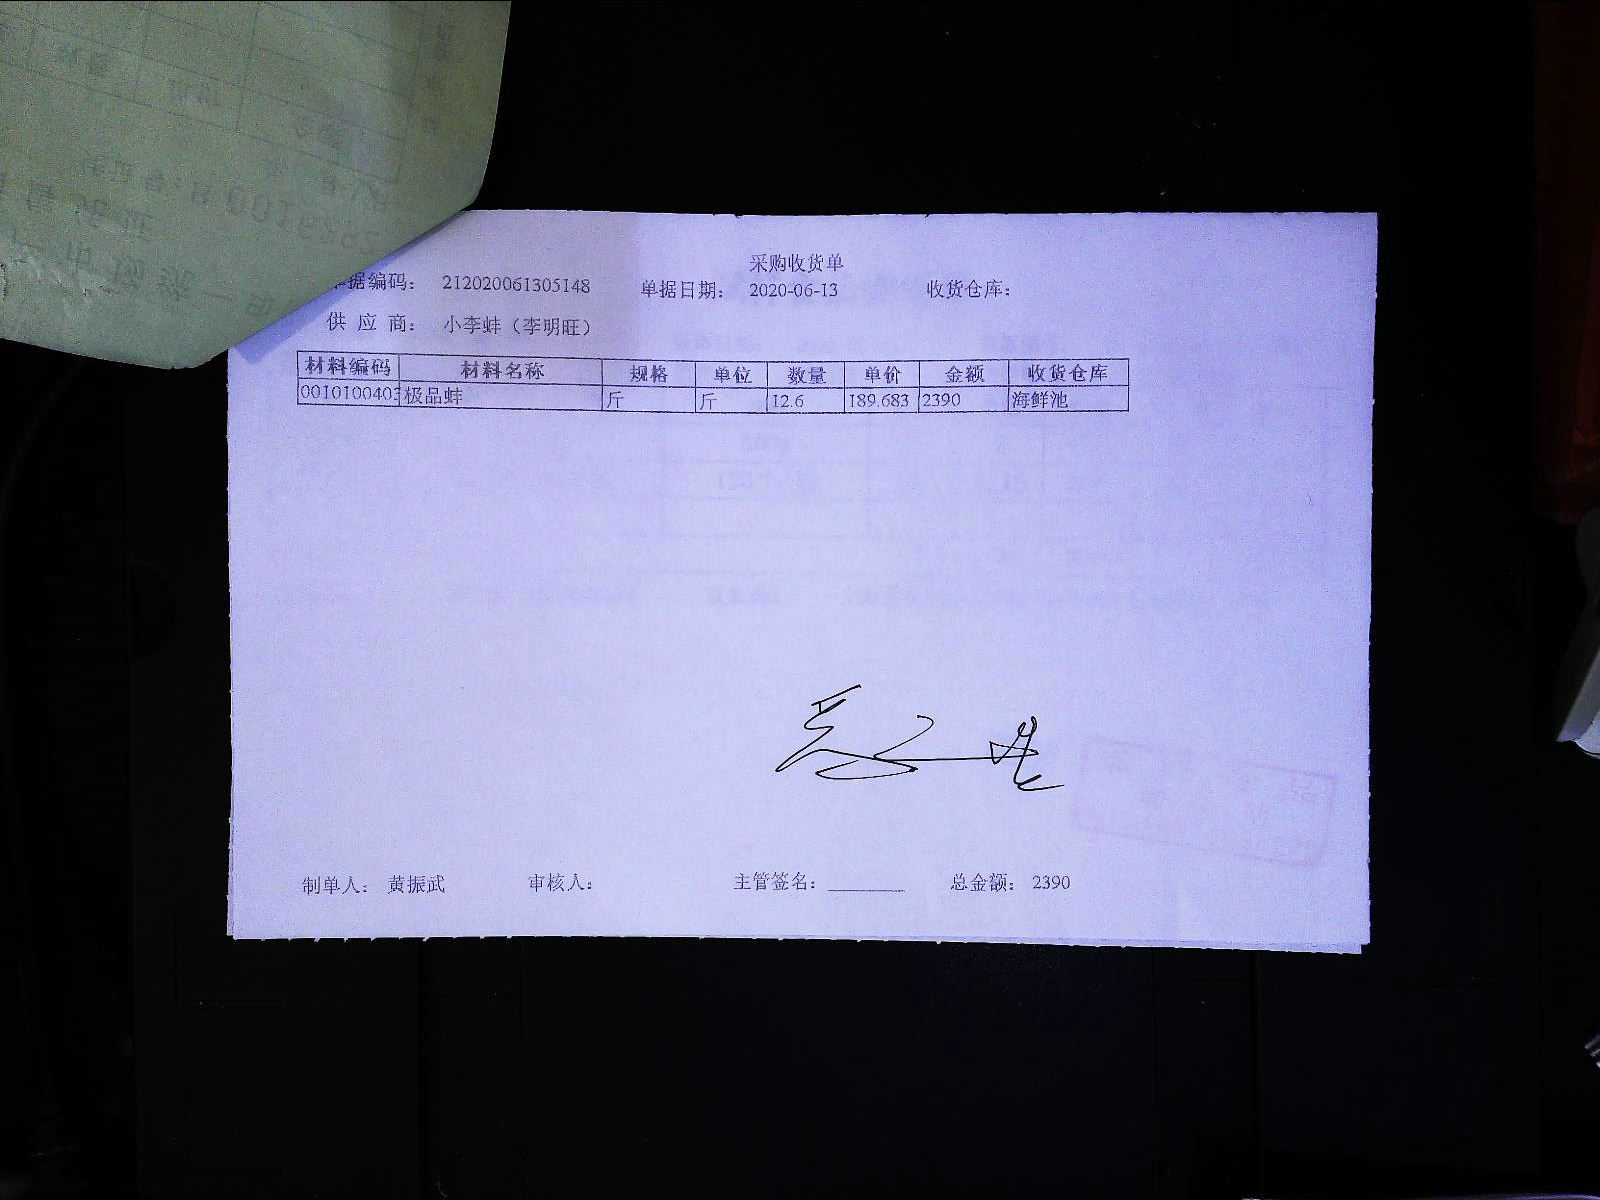 采购收货单
单据编码： 212020061305148 单据日期： 2020-06-13 收货仓库：
供 应 商： 小李蚌（李明旺）
材料编码 材料名称 规格 单位 数量 单价 金额 收货仓库
0010100403 极品蚌 斤 斤 12.6 189.683 2390 海鲜池
制单人： 黄振武 审核人： 主管签名： 总金额： 2390